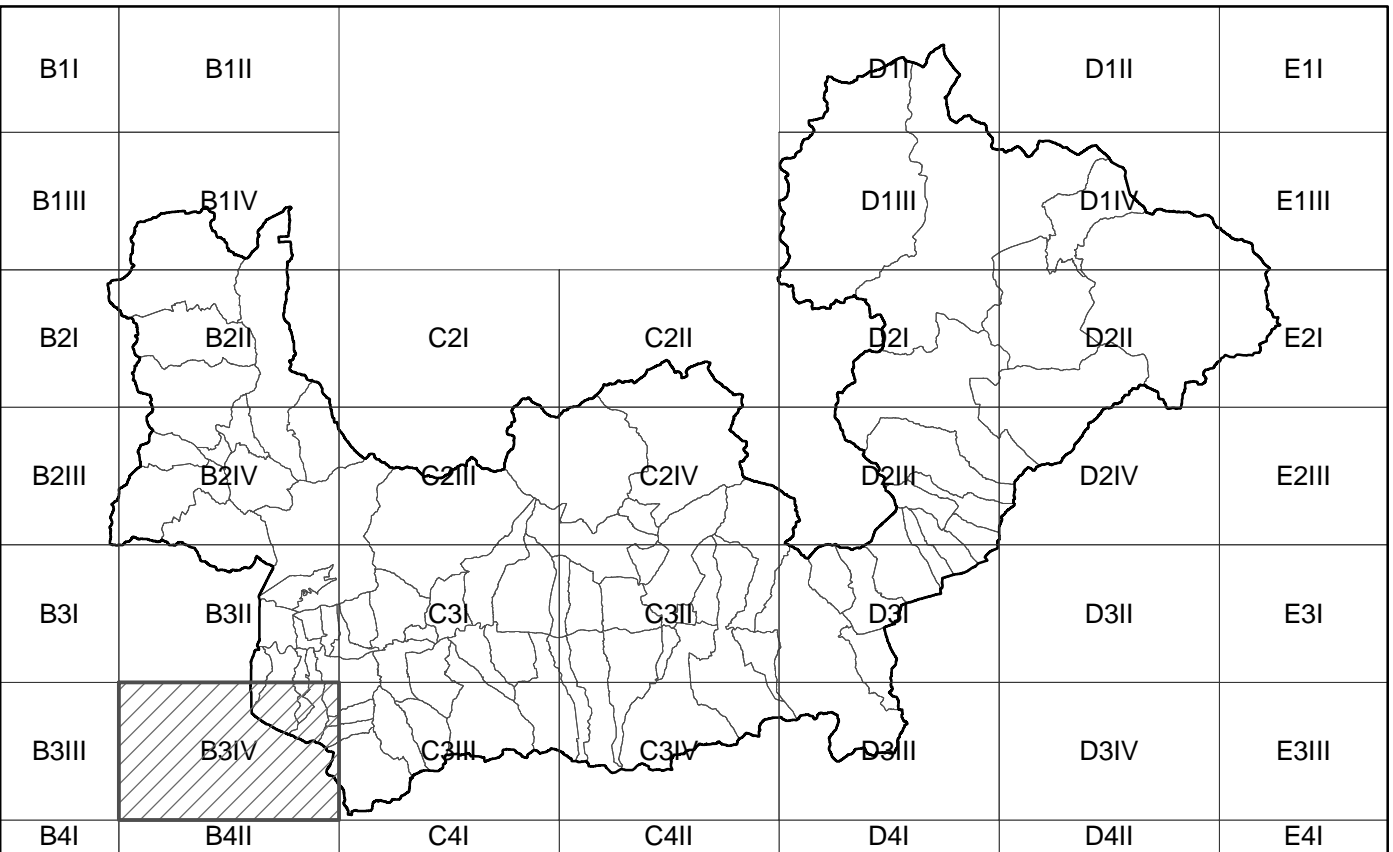 B1I B1II D1I D1II E1I
B1III B1IV D1III D1IV E1III
B2I B2II C2I C2II D2I D2II E2I
B2III B2IV C2III C2IV D2III D2IV E2III
B3I B3II C3I C3II D3I D3II E3I
B3III B3IV C3III C3IV D3III D3IV E3III
B4I B4II C4I C4II D4I D4II E4I